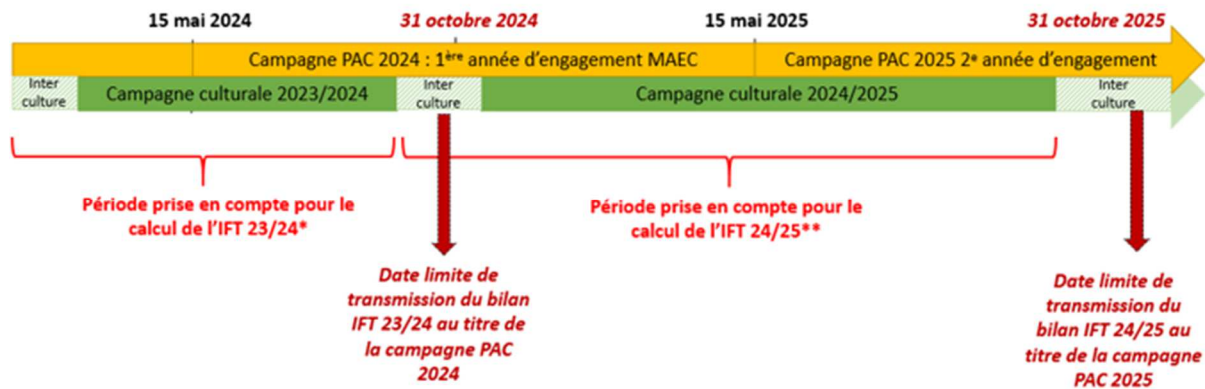 15 mai 2024
31 octobre 2024
15 mai 2025
31 octobre 2025
Campagne PAC 2024 : 1ère année d’engagement MAEC
Campagne PAC 2025 2e année d’engagement
Inter
culture
Campagne culturale 2023/2024
Inter
culture
Campagne culturale 2024/2025
Inter
culture
Période prise en compte pour le
calcul de l’IFT 23/24*
Période prise en compte pour le
calcul de l’IFT 24/25**
Date limite de
transmission du bilan
IFT 23/24 au titre de
la campagne PAC
2024
Date limite de
transmission du
bilan IFT 24/25 au
titre de la campagne
PAC 2025